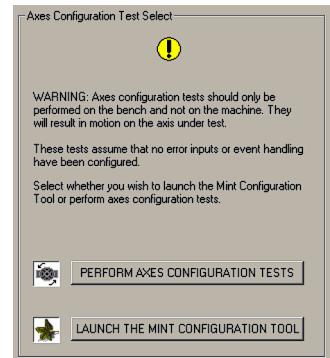 Axes Configuration Test Select
WARNING: Axes configuration tests should only be
performed on the bench and not on the machine. They
will result in motion on the axis under test.
These tests assume that no error inputs or event handling
have been configured.
Select whether you wish to launch the Mint Configuration
Tool or perform axes configuration tests.
PERFORM AXES CONFIGURATION TESTS
LAUNCH THE MINT CONFIGURATION TOOL